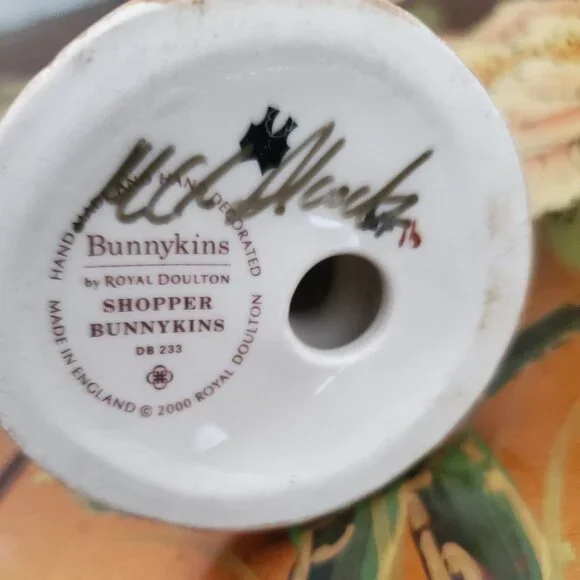 HAND MADE AND HAND DECORATED
Bunnykins
by ROYAL DOULTON
SHOPPER
BUNNYKINS
DB 233
MADE IN ENGLAND © 2000 ROYAL DOULTON